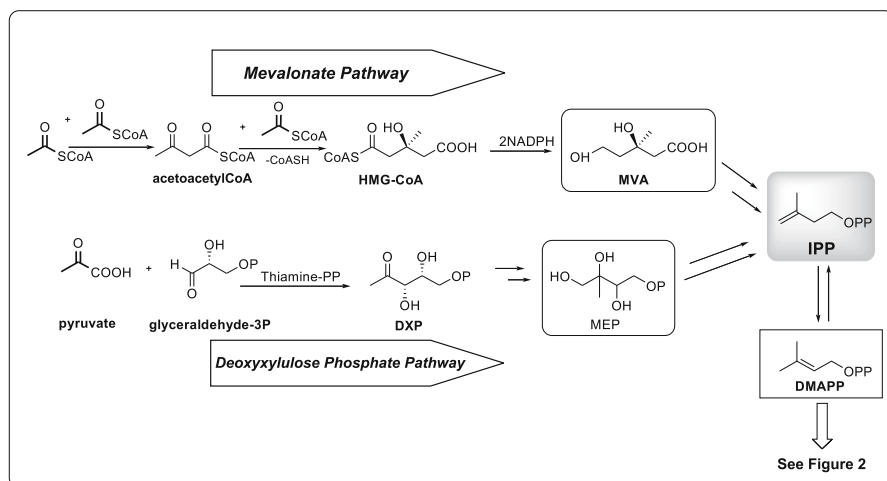 Mevalonate Pathway
O
SCoA
+
O
SCoA
O O
SCoA
acetoacetylCoA
+
O
SCoA
-CoASH
O
HO
CoAS
COOH
HMG-CoA
2NADPH
HO
OH
COOH
MVA
OPP
IPP
O
COOH
pyruvate
+
OH
H
OP
O
glyceraldehyde-3P
Thiamine-PP
O
OH
OP
OH
DXP
OH
HO
OP
OH
MEP
Deoxyxylulose Phosphate Pathway
OPP
DMAPP
See Figure 2